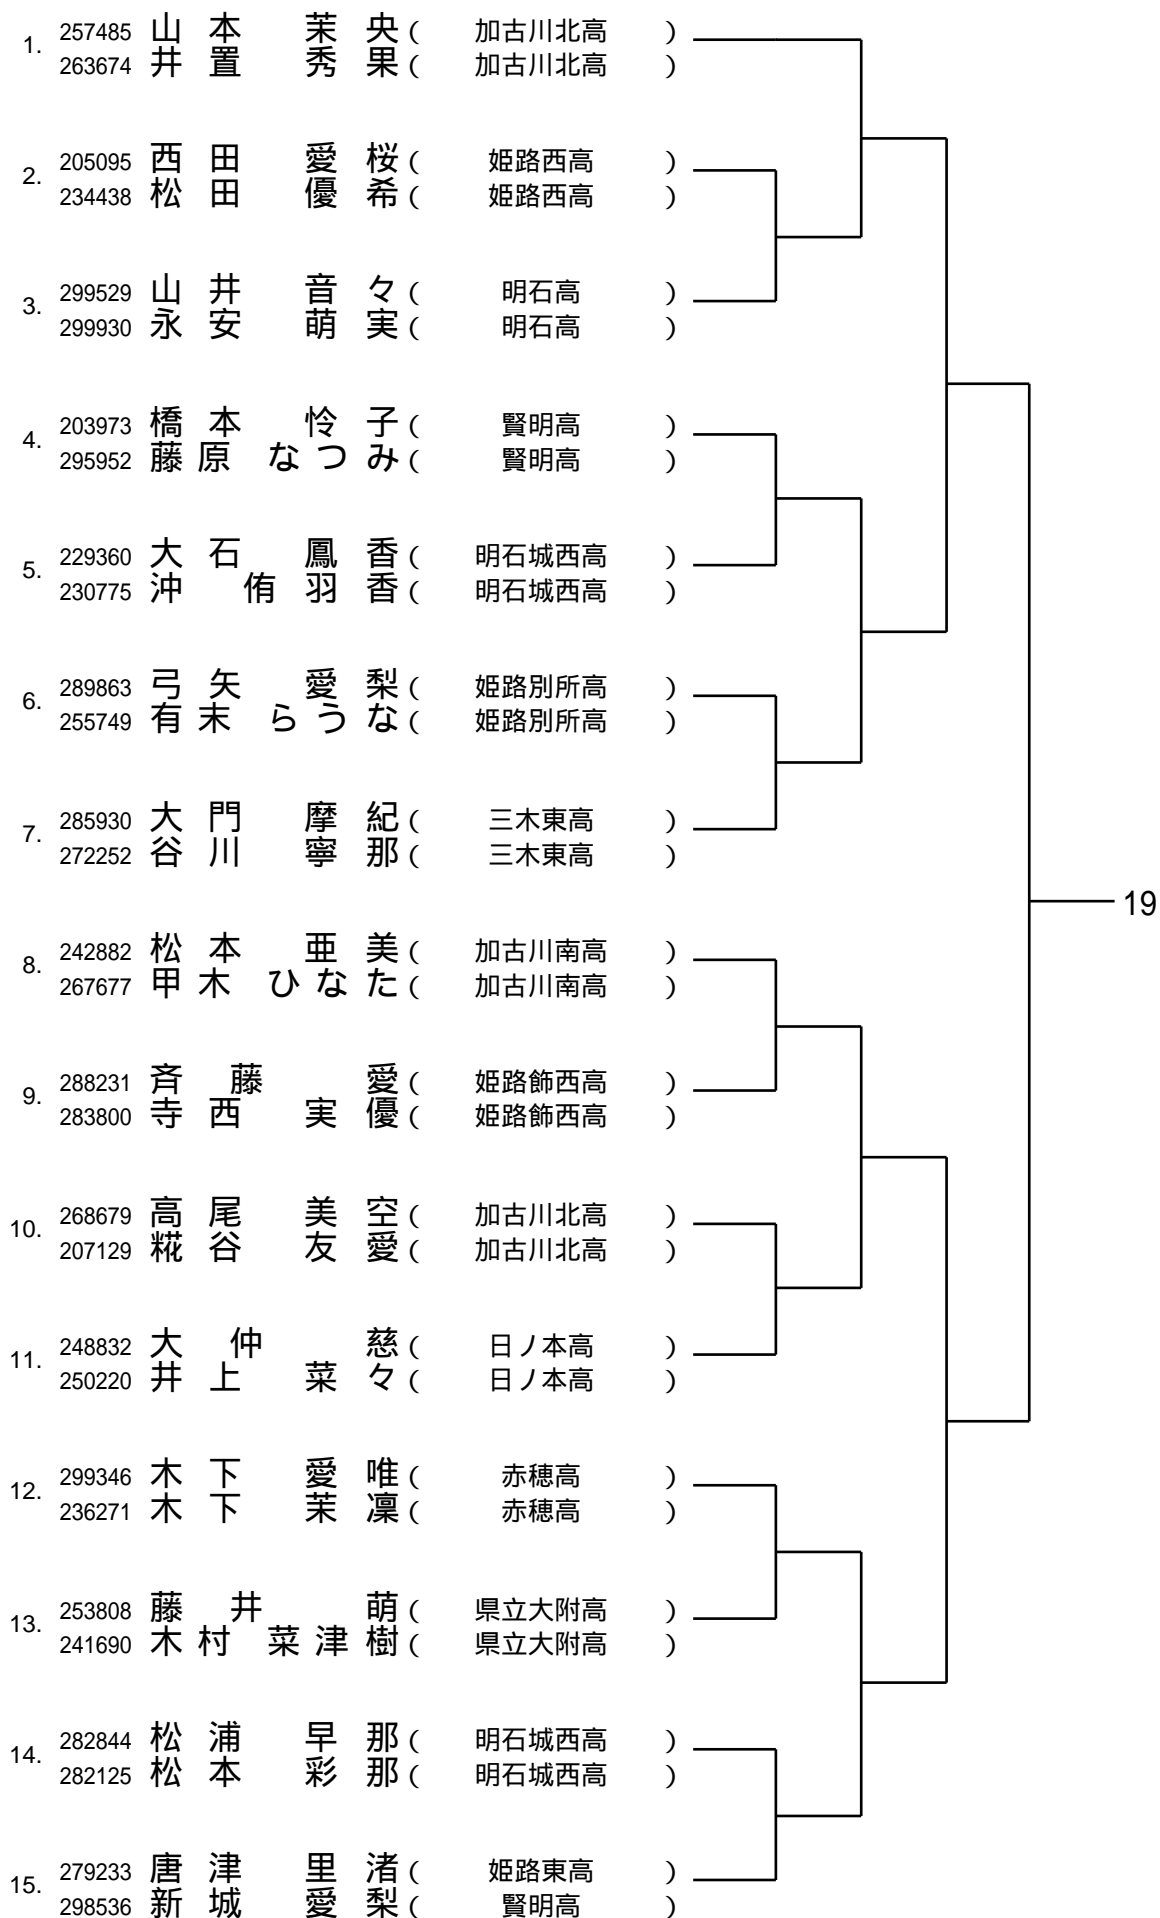 1. 257485 山本 茉央 ( 加古川北高 )
263674 井置 秀果 ( 加古川北高 )
2. 205095 西田 愛桜 ( 姫路西高 )
234438 松田 優希 ( 姫路西高 )
3. 299529 山井 音々 ( 明石高 )
299930 永安 萌実 ( 明石高 )
4. 203973 橋本 怜子 ( 賢明高 )
295952 藤原 なつみ ( 賢明高 )
5. 229360 大石 鳳香 ( 明石城西高 )
230775 沖 侑羽香 ( 明石城西高 )
6. 289863 弓矢 愛梨 ( 姫路別所高 )
255749 有末 らうな ( 姫路別所高 )
7. 285930 大門 摩紀 ( 三木東高 )
272252 谷川 寧那 ( 三木東高 )
19
8. 242882 松本 亜美 ( 加古川南高 )
267677 甲木 ひなた ( 加古川南高 )
9. 288231 斉藤 愛 ( 姫路飾西高 )
283800 寺西 実優 ( 姫路飾西高 )
10. 268679 高尾 美空 ( 加古川北高 )
207129 糀谷 友愛 ( 加古川北高 )
11. 248832 大仲 慈 ( 日ノ本高 )
250220 井上 菜々 ( 日ノ本高 )
12. 299346 木下 愛唯 ( 赤穂高 )
236271 木下 茉凜 ( 赤穂高 )
13. 253808 藤井 萌 ( 県立大附高 )
241690 木村 菜津樹 ( 県立大附高 )
14. 282844 松浦 早那 ( 明石城西高 )
282125 松本 彩那 ( 明石城西高 )
15. 279233 唐津 里渚 ( 姫路東高 )
298536 新城 愛梨 ( 賢明高 )